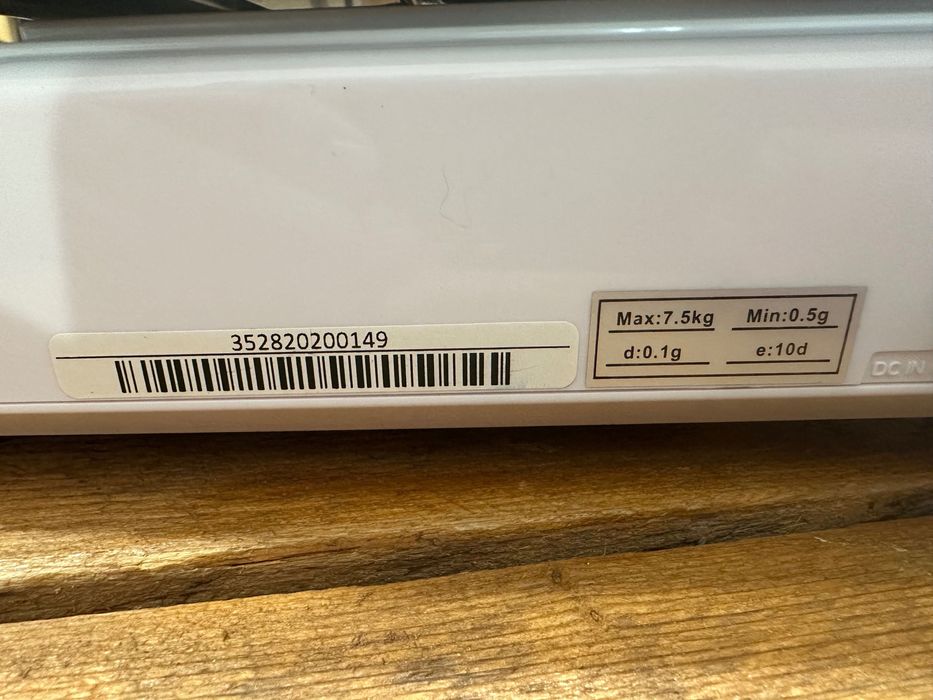 352820200149
Max:7.5kg Min:0.5g
d:0.1g e:10d
DC IN